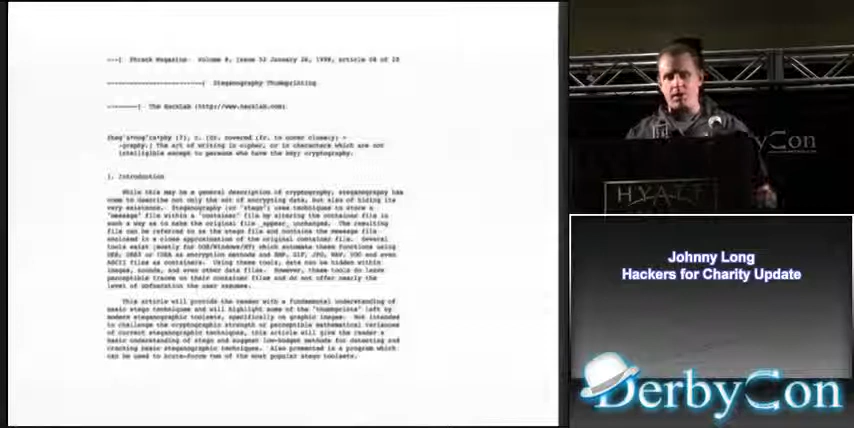 ---[  Phrack Magazine   Volume 8, Issue 52 January 26, 1998, article 08 of 20
-------------------------[  Steganography Thumbprinting
--------[  The HackLab (http://www.hacklab.com)
Steg`a*nog"ra*phy (?), n. [Gr. covered (fr. to cover closely) +
-graphy.] The art of writing in cipher, or in characters which are not
intelligible except to persons who have the key; cryptography.
1. Introduction
While this may be a general description of cryptography, steganography has
come to describe not only the act of encrypting data, but also of hiding its
very existence.  Steganography (or "stego") uses techniques to store a
"message" file within a "container" file by altering the container file in
such a way as to make the original file _appear_ unchanged.  The resulting
file can be referred to as the stego file and contains the message file
enclosed in a close approximation of the original container file.  Several
tools exist (mostly for DOS/Windows/NT) which automate these functions using
DES, DES3 or IDEA as encryption methods and BMP, GIF, JPG, WAV, VOC and even
ASCII files as containers.  Using these tools, data can be hidden within
images, sounds, and even other data files.  However, these tools do leave
perceptible traces on their container files and do not offer nearly the
level of obfuscation the user assumes.
This article will provide the reader with a fundamental understanding of
basic stego techniques and will highlight some of the "thumbprints" left by
modern steganographic toolsets, specifically on graphic images.  Not intended
to challenge the cryptographic strength or perceptible mathematical variances
of current steganographic techniques, this article will give the reader a
basic understanding of stego and suggest low-budget methods for detecting and
cracking basic steganographic techniques.  Also presented is a program which
can be used to brute-force two of the most popular stego toolsets.
DerbyCon
HYATT
Johnny Long
Hackers for Charity Update
DerbyCon